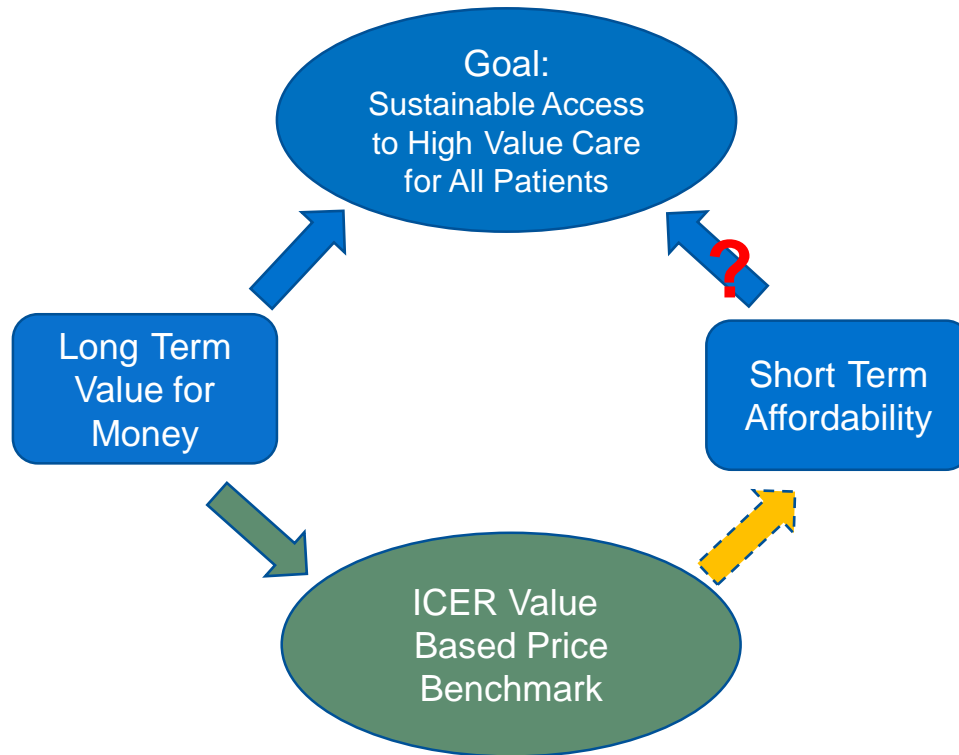 Goal:
Sustainable Access
to High Value Care
for All Patients
?
Long Term
Value for
Money
Short Term
Affordability
ICER Value
Based Price
Benchmark